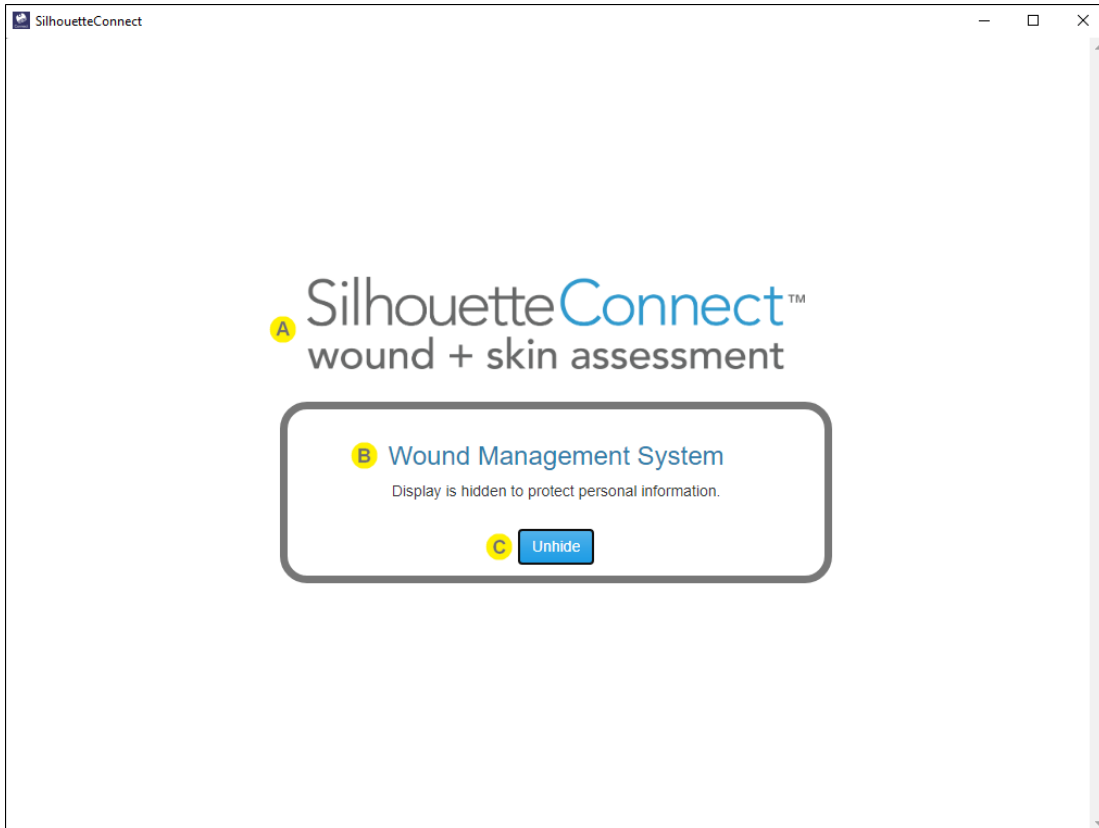 SilhouetteConnect
SilhouetteConnect™
A
wound + skin assessment
B Wound Management System
Display is hidden to protect personal information.
C Unhide